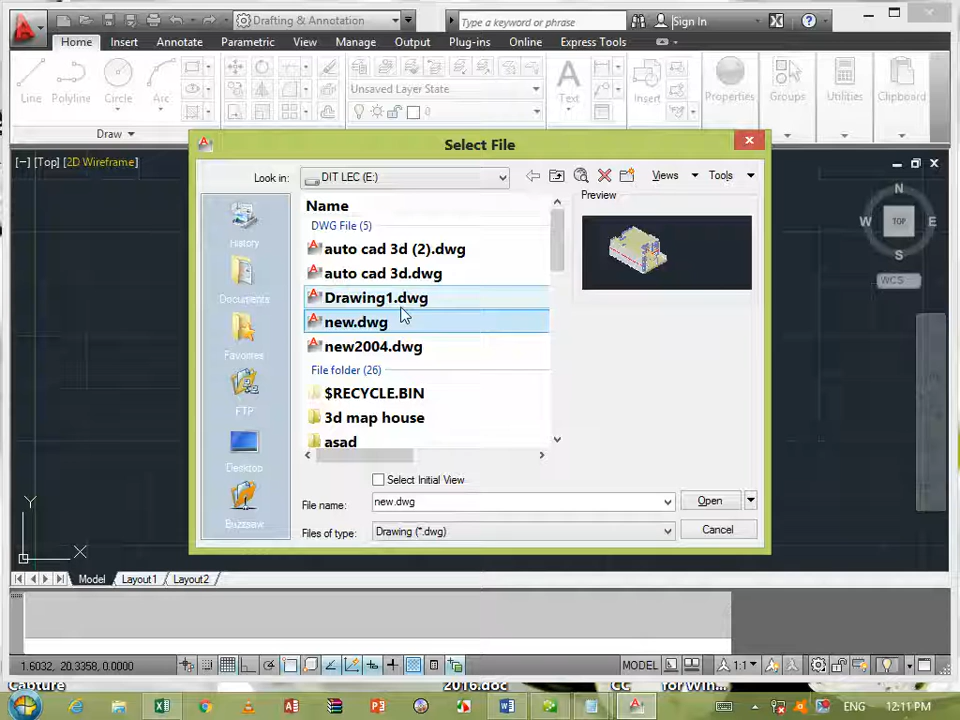 Drafting & Annotation
Type a keyword or phrase
Sign In
Home Insert Annotate Parametric View Manage Output Plug-ins Online Express Tools
Unsaved Layer State
Line Polyline Circle Arc Text Insert Properties Groups Utilities Clipboard
Draw
[−] [Top] [2D Wireframe]
Select File
Look in: DIT LEC (E:) Views Tools
Name
Preview
DWG File (5)
auto cad 3d (2).dwg
auto cad 3d.dwg
Drawing1.dwg
new.dwg
new2004.dwg
File folder (26)
$RECYCLE.BIN
3d map house
asad
History
Documents
Favorites
FTP
Desktop
Buzzsaw
Select Initial View
File name: new.dwg Open
Files of type: Drawing (*.dwg) Cancel
N
W TOP E
S
WCS
Y
X
Model Layout1 Layout2
1.6032, 20.3358, 0.0000 MODEL 1:1
Capture 2016.doc CC for Win...
ENG 12:11 PM